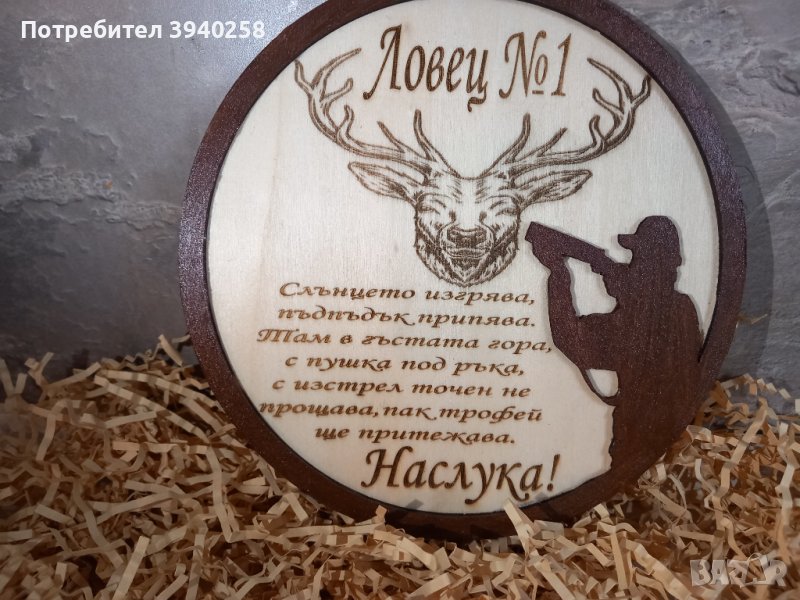 Потребител 3940258
Ловец №1
Слънцето изгрява,
пъдпъдък припява.
Там в гъстата гора,
с пушка под ръка,
с изстрел точен не
прощава, пак трофей
ще притежава.
Наслука!
BAZAR